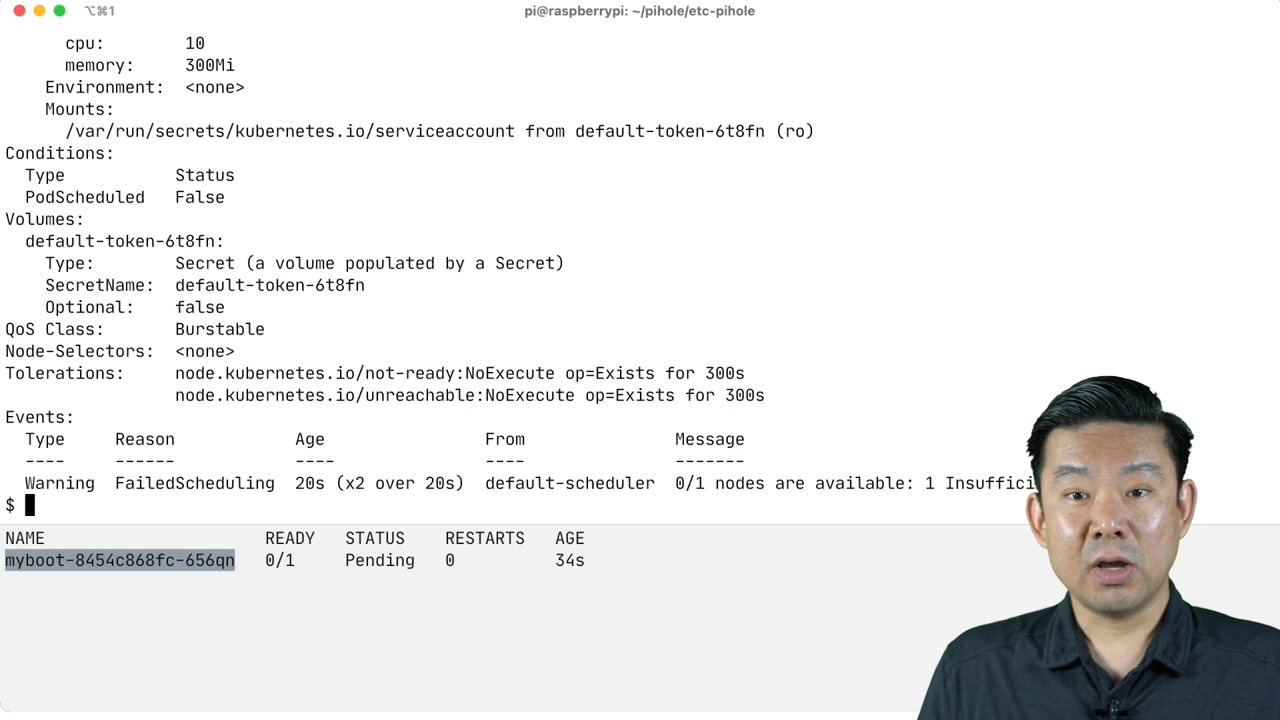 ⌥⌘1 pi@raspberrypi: ~/pihole/etc-pihole
cpu: 10
memory: 300Mi
Environment: <none>
Mounts:
/var/run/secrets/kubernetes.io/serviceaccount from default-token-6t8fn (ro)
Conditions:
Type Status
PodScheduled False
Volumes:
default-token-6t8fn:
Type: Secret (a volume populated by a Secret)
SecretName: default-token-6t8fn
Optional: false
QoS Class: Burstable
Node-Selectors: <none>
Tolerations: node.kubernetes.io/not-ready:NoExecute op=Exists for 300s
node.kubernetes.io/unreachable:NoExecute op=Exists for 300s
Events:
Type Reason Age From Message
---- ------ ---- ---- -------
Warning FailedScheduling 20s (x2 over 20s) default-scheduler 0/1 nodes are available: 1 Insuffici
$
NAME READY STATUS RESTARTS AGE
myboot-8454c868fc-656qn 0/1 Pending 0 34s